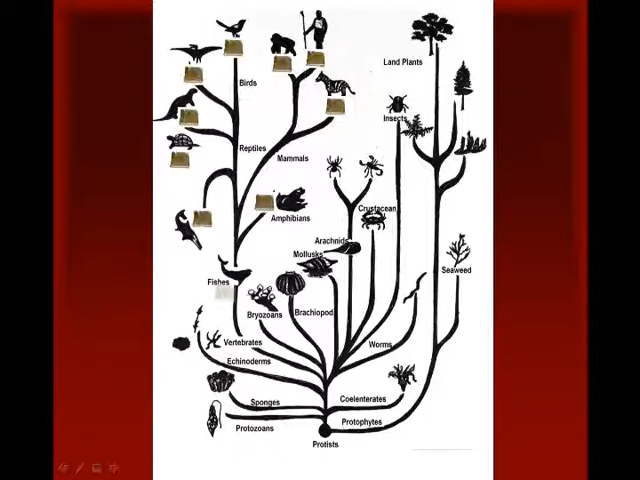 Land Plants
Birds
Insects
Reptiles
Mammals
Crustacean
Amphibians
Arachnids
Mollusks
Seaweed
Fishes
Bryozoans
Brachiopod
Vertebrates
Worms
Echinoderms
Sponges
Coelenterates
Protozoans
Protophytes
Protists